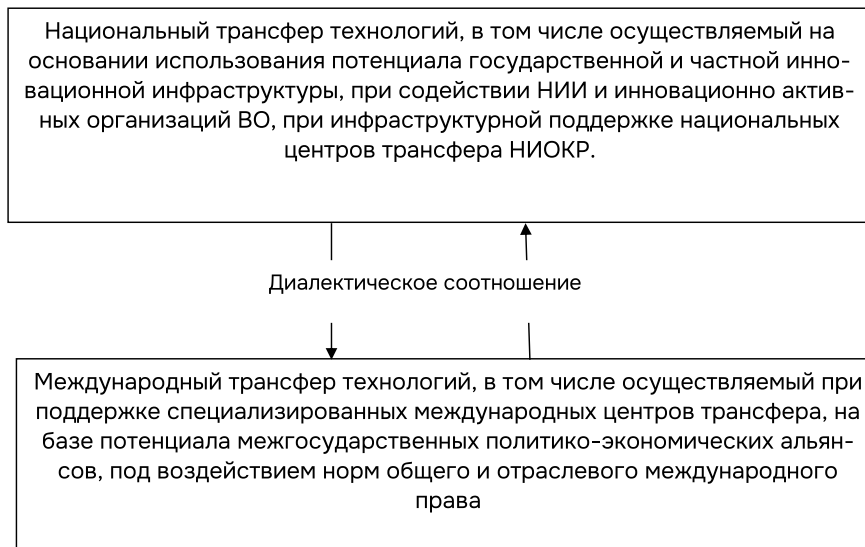 Национальный трансфер технологий, в том числе осуществляемый на
основании использования потенциала государственной и частной инно-
вационной инфраструктуры, при содействии НИИ и инновационно актив-
ных организаций ВО, при инфраструктурной поддержке национальных
центров трансфера НИОКР.
Диалектическое соотношение
Международный трансфер технологий, в том числе осуществляемый при
поддержке специализированных международных центров трансфера, на
базе потенциала межгосударственных политико-экономических альян-
сов, под воздействием норм общего и отраслевого международного
права